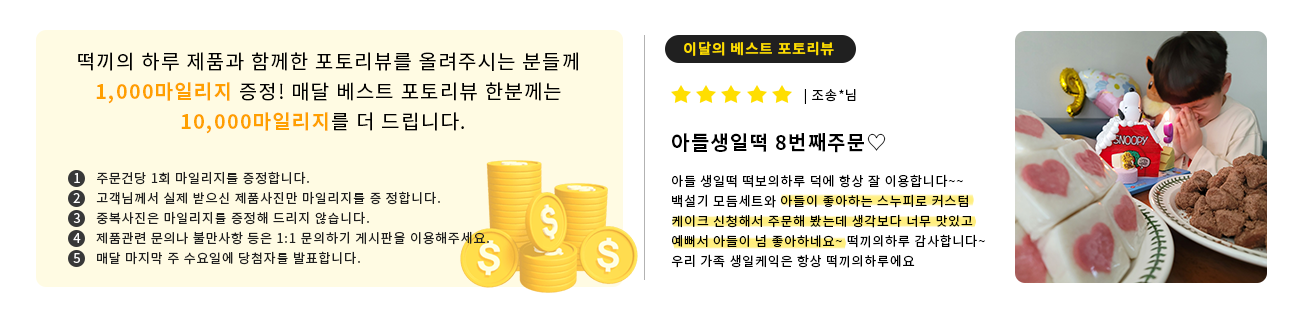 떡끼의 하루 제품과 함께한 포토리뷰를 올려주시는 분들께
1,000마일리지 증정! 매달 베스트 포토리뷰 한분께는
10,000마일리지를 더 드립니다.
1 주문건당 1회 마일리지를 증정합니다.
2 고객님께서 실제 받으신 제품사진만 마일리지를 증 정합니다.
3 중복사진은 마일리지를 증정해 드리지 않습니다.
4 제품관련 문의나 불만사항 등은 1:1 문의하기 게시판을 이용해주세요.
5 매달 마지막 주 수요일에 당첨자를 발표합니다.
이달의 베스트 포토리뷰
★★★★★ | 조송*님
아들생일떡 8번째주문♡
아들 생일떡 떡보의하루 덕에 항상 잘 이용합니다~~
백설기 모듬세트와 아들이 좋아하는 스누피로 커스텀
케이크 신청해서 주문해 봤는데 생각보다 너무 맛있고
예뻐서 아들이 넘 좋아하네요~ 떡끼의하루 감사합니다~
우리 가족 생일케익은 항상 떡끼의하루에요
SNOOPY